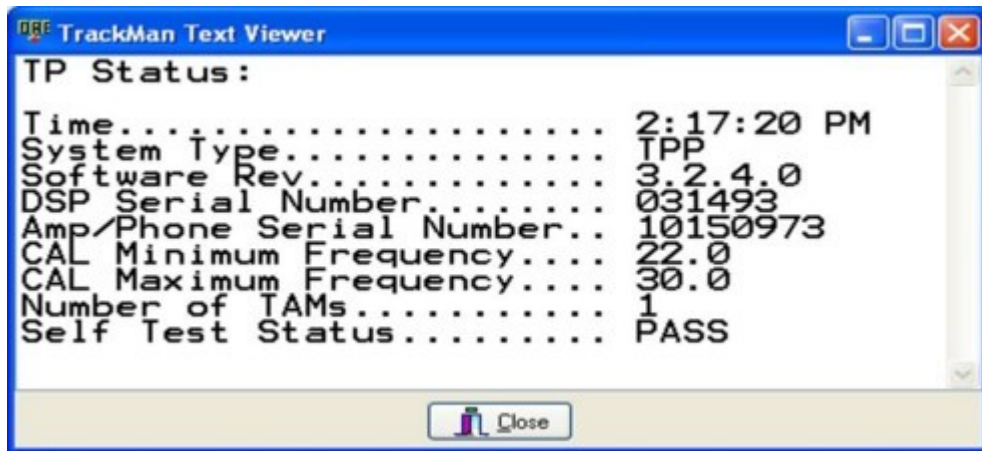 ORE TrackMan Text Viewer
TP Status:
Time...................... 2:17:20 PM
System Type.............. TPP
Software Rev............. 3.2.4.0
DSP Serial Number........ 031493
Amp/Phone Serial Number.. 10150973
CAL Minimum Frequency.... 22.0
CAL Maximum Frequency.... 30.0
Number of TAMs........... 1
Self Test Status......... PASS
Close